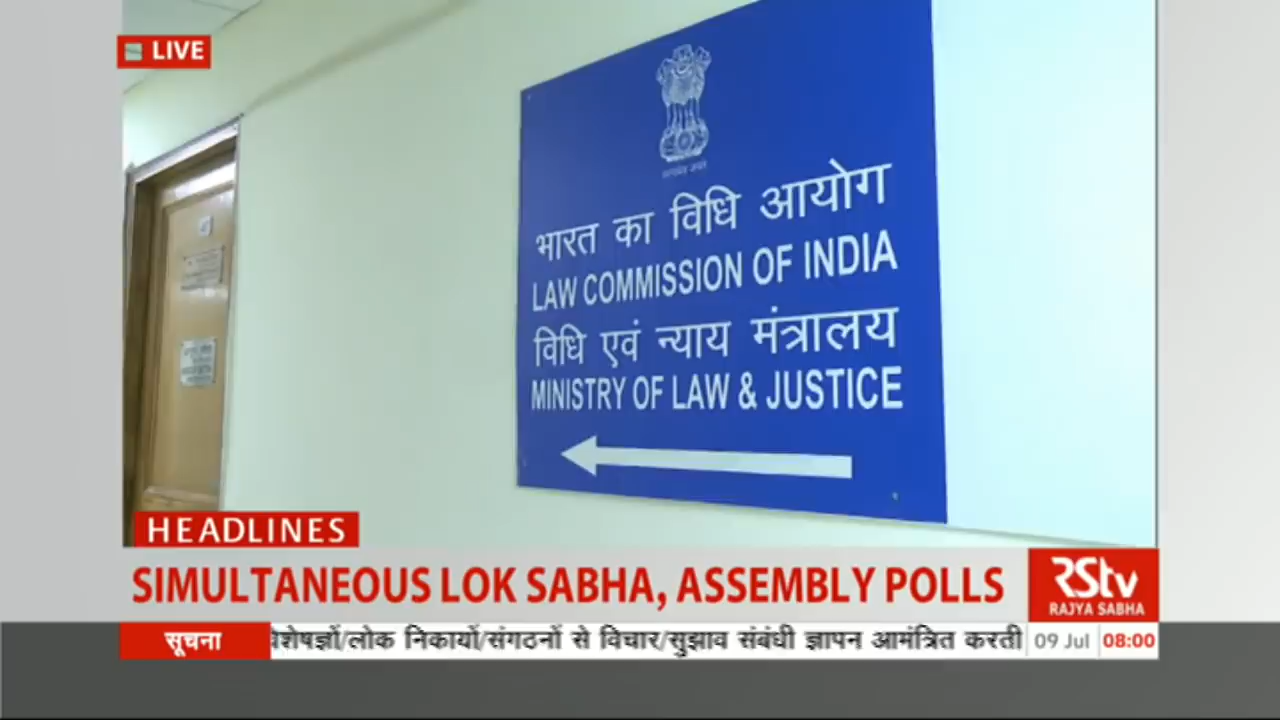 LIVE
भारत का विधि आयोग
LAW COMMISSION OF INDIA
विधि एवं न्याय मंत्रालय
MINISTRY OF LAW & JUSTICE
HEADLINES
SIMULTANEOUS LOK SABHA, ASSEMBLY POLLS
RStv
RAJYA SABHA
सूचना
विशेषज्ञों/लोक निकायों/संगठनों से विचार/सुझाव संबंधी ज्ञापन आमंत्रित करती
09 Jul
08:00